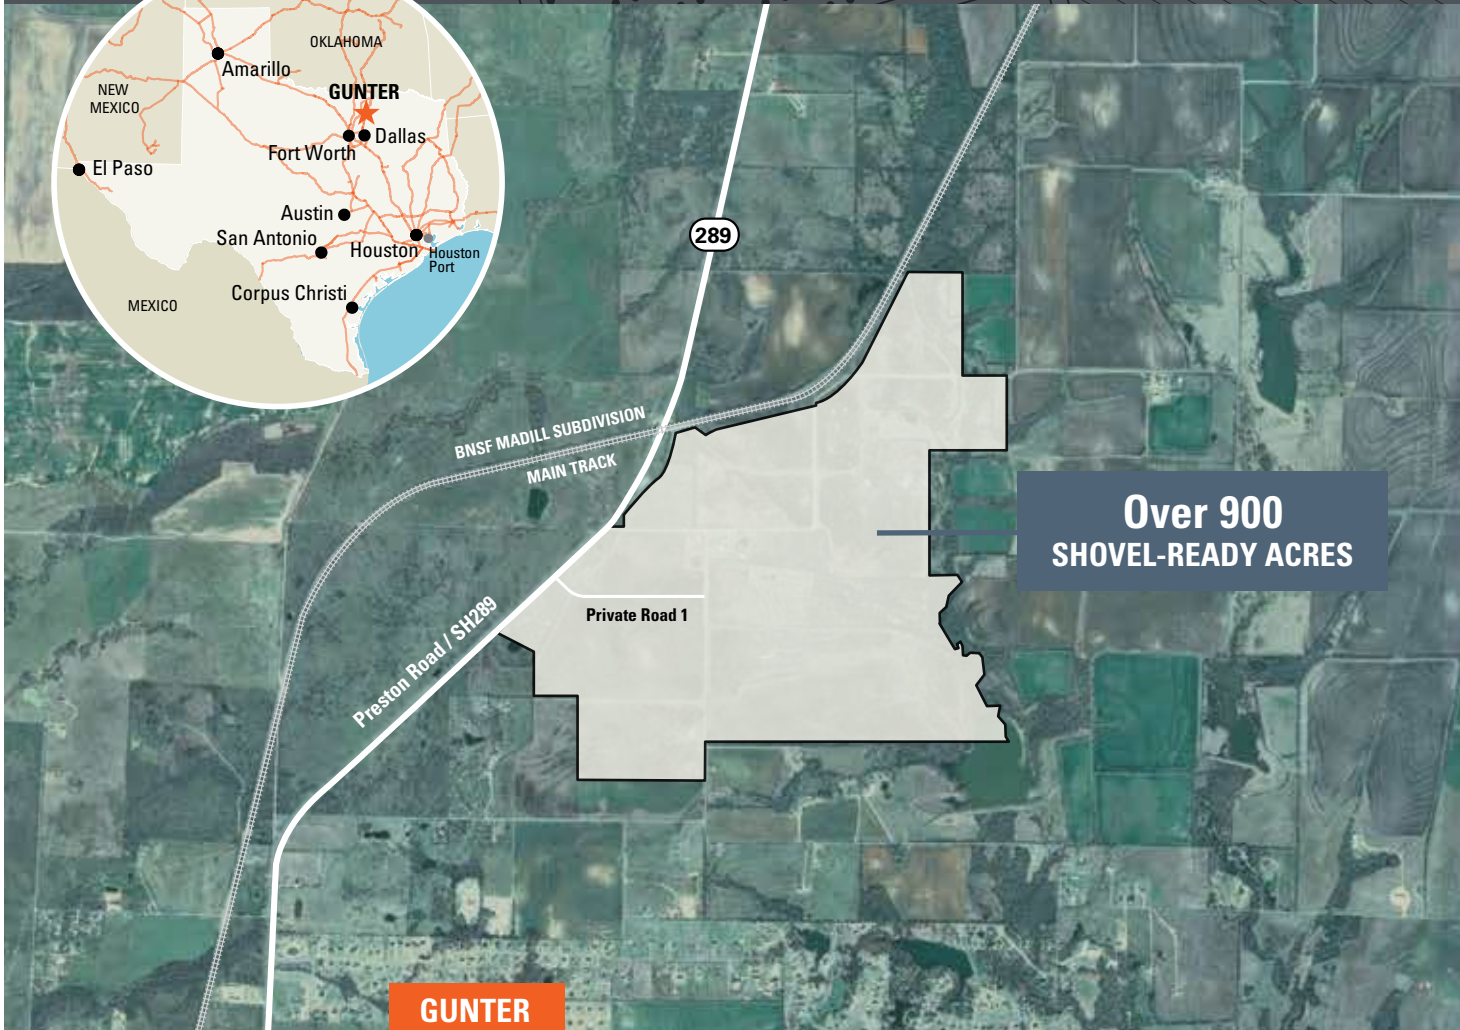 OKLAHOMA
Amarillo
NEW
MEXICO
GUNTER
Dallas
Fort Worth
El Paso
Austin
San Antonio
Houston
Houston
Port
Corpus Christi
MEXICO
289
BNSF MADILL SUBDIVISION
MAIN TRACK
Over 900
SHOVEL-READY ACRES
Private Road 1
Preston Road / SH289
GUNTER